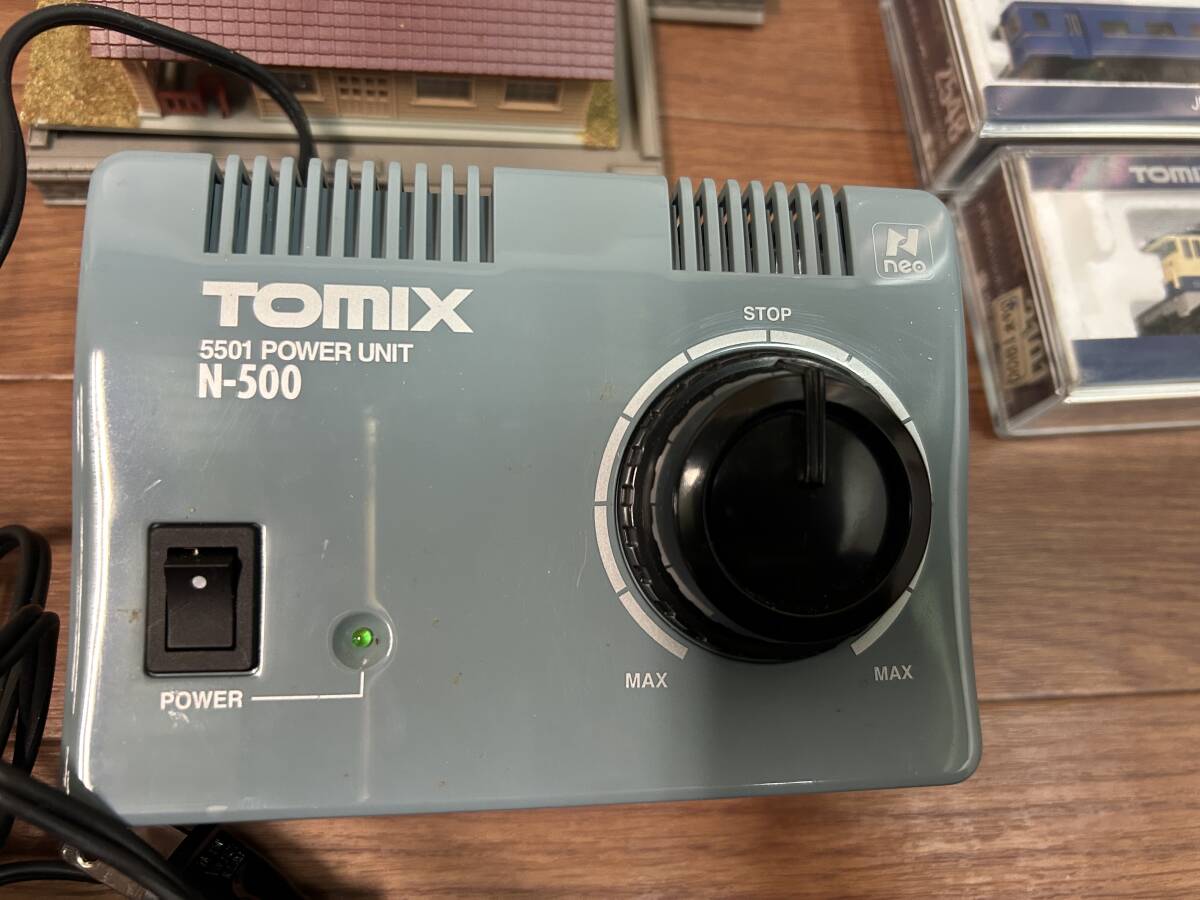 TOMIX
5501 POWER UNIT
N-500
neo
STOP
MAX
MAX
POWER
TOMIX